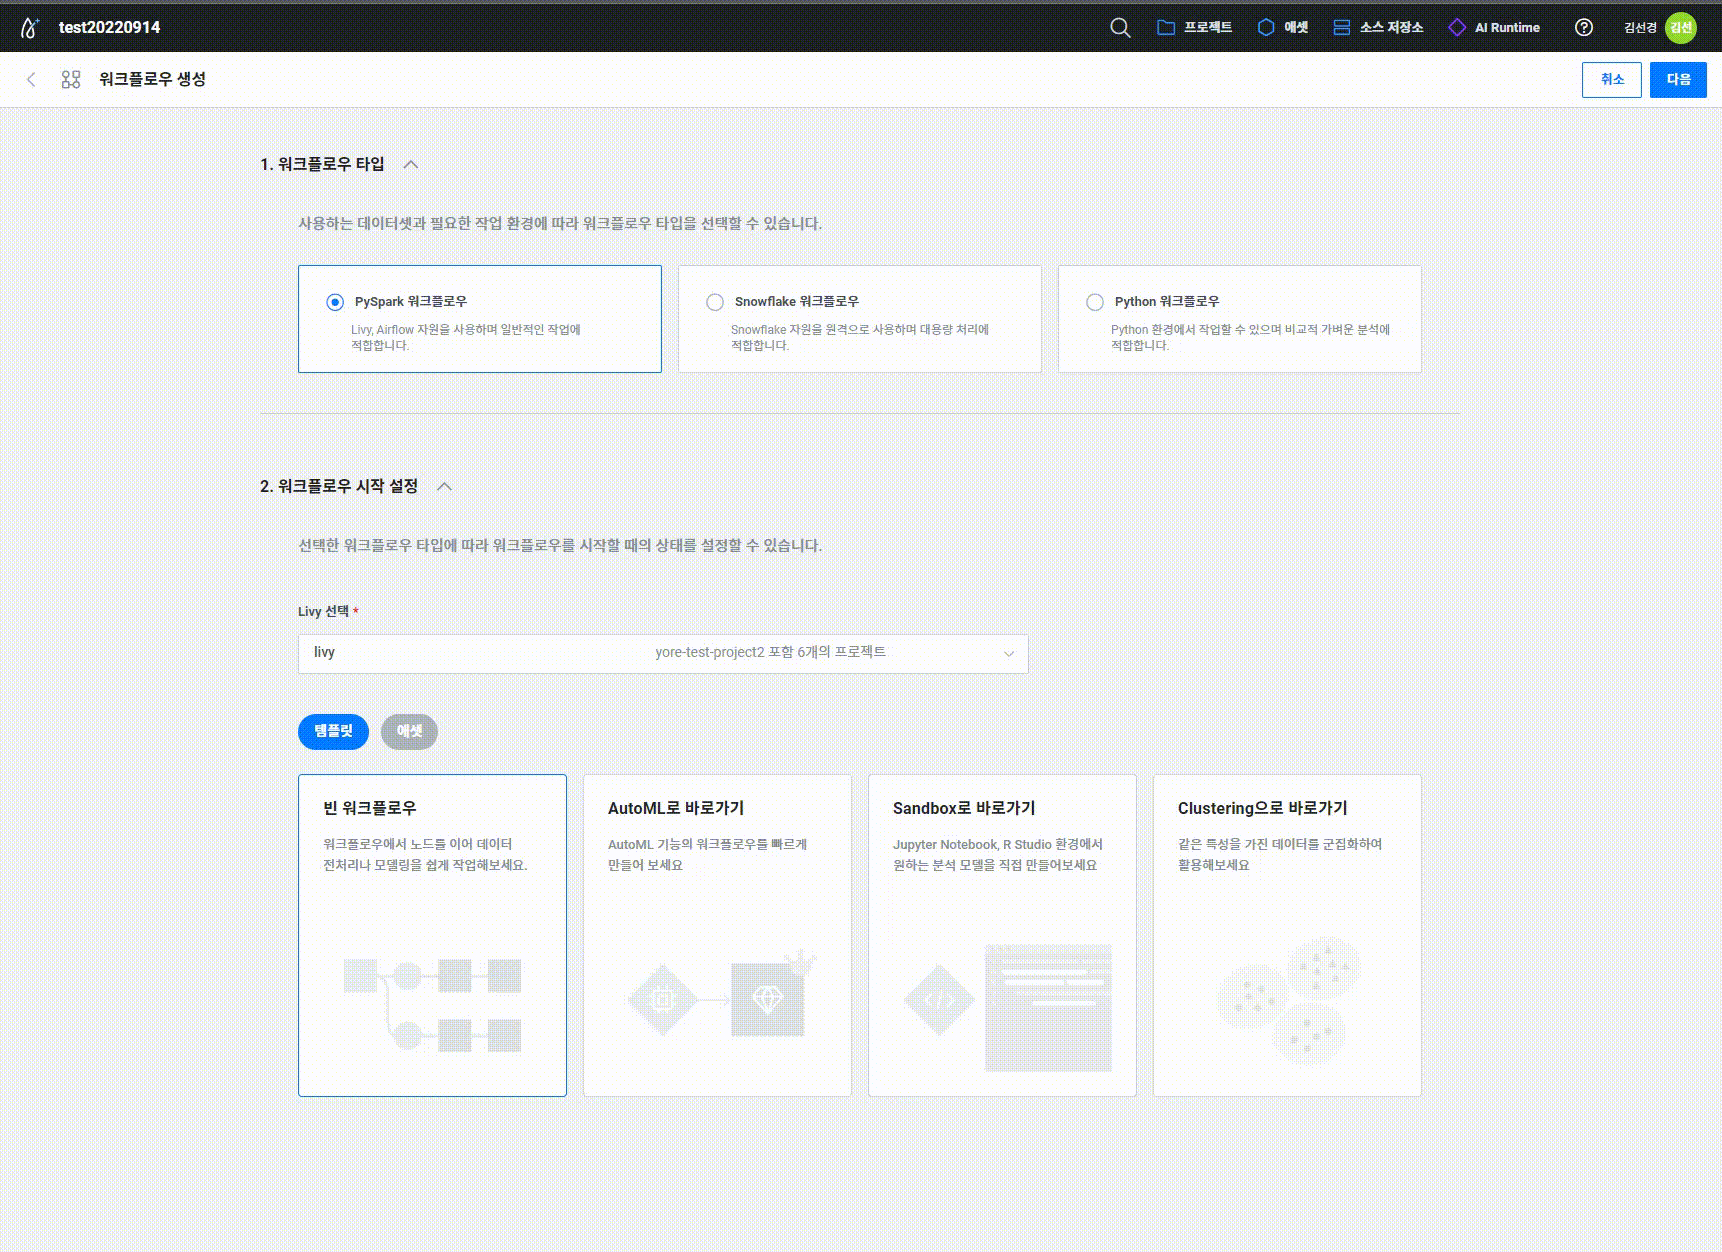 test20220914
프로젝트
에셋
소스 저장소
AI Runtime
김선경
김선
워크플로우 생성
취소
다음
1. 워크플로우 타입
사용하는 데이터셋과 필요한 작업 환경에 따라 워크플로우 타입을 선택할 수 있습니다.
PySpark 워크플로우
Livy, Airflow 자원을 사용하며 일반적인 작업에
적합합니다.
Snowflake 워크플로우
Snowflake 자원을 원격으로 사용하며 대용량 처리에
적합합니다.
Python 워크플로우
Python 환경에서 작업할 수 있으며 비교적 가벼운 분석에
적합합니다.
2. 워크플로우 시작 설정
선택한 워크플로우 타입에 따라 워크플로우를 시작할 때의 상태를 설정할 수 있습니다.
Livy 선택 *
livy
yore-test-project2 포함 6개의 프로젝트
템플릿
에셋
빈 워크플로우
워크플로우에서 노드를 이어 데이터
전처리나 모델링을 쉽게 작업해보세요.
AutoML로 바로가기
AutoML 기능의 워크플로우를 빠르게
만들어 보세요
Sandbox로 바로가기
Jupyter Notebook, R Studio 환경에서
원하는 분석 모델을 직접 만들어보세요
Clustering으로 바로가기
같은 특성을 가진 데이터를 군집화하여
활용해보세요